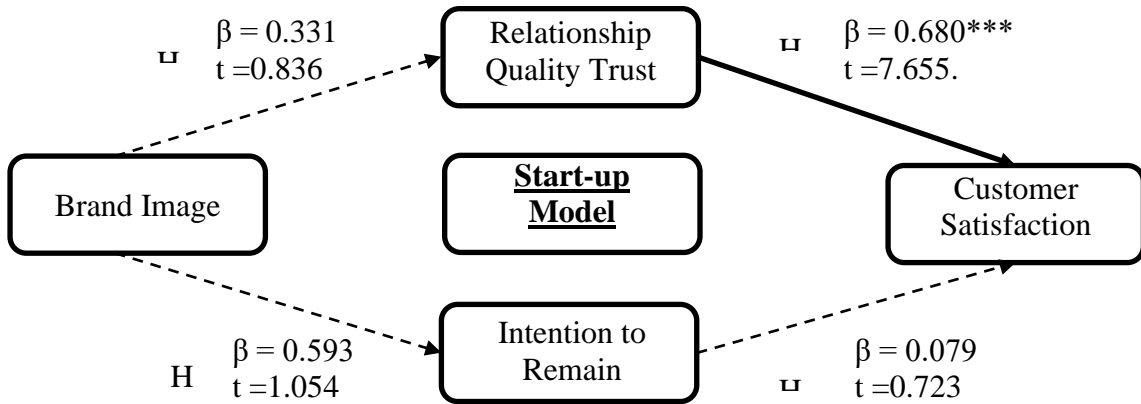 H
β = 0.331
t =0.836
Relationship
Quality Trust
H
β = 0.680***
t =7.655.
Brand Image
Start-up
Model
Customer
Satisfaction
H
β = 0.593
t =1.054
Intention to
Remain
H
β = 0.079
t =0.723